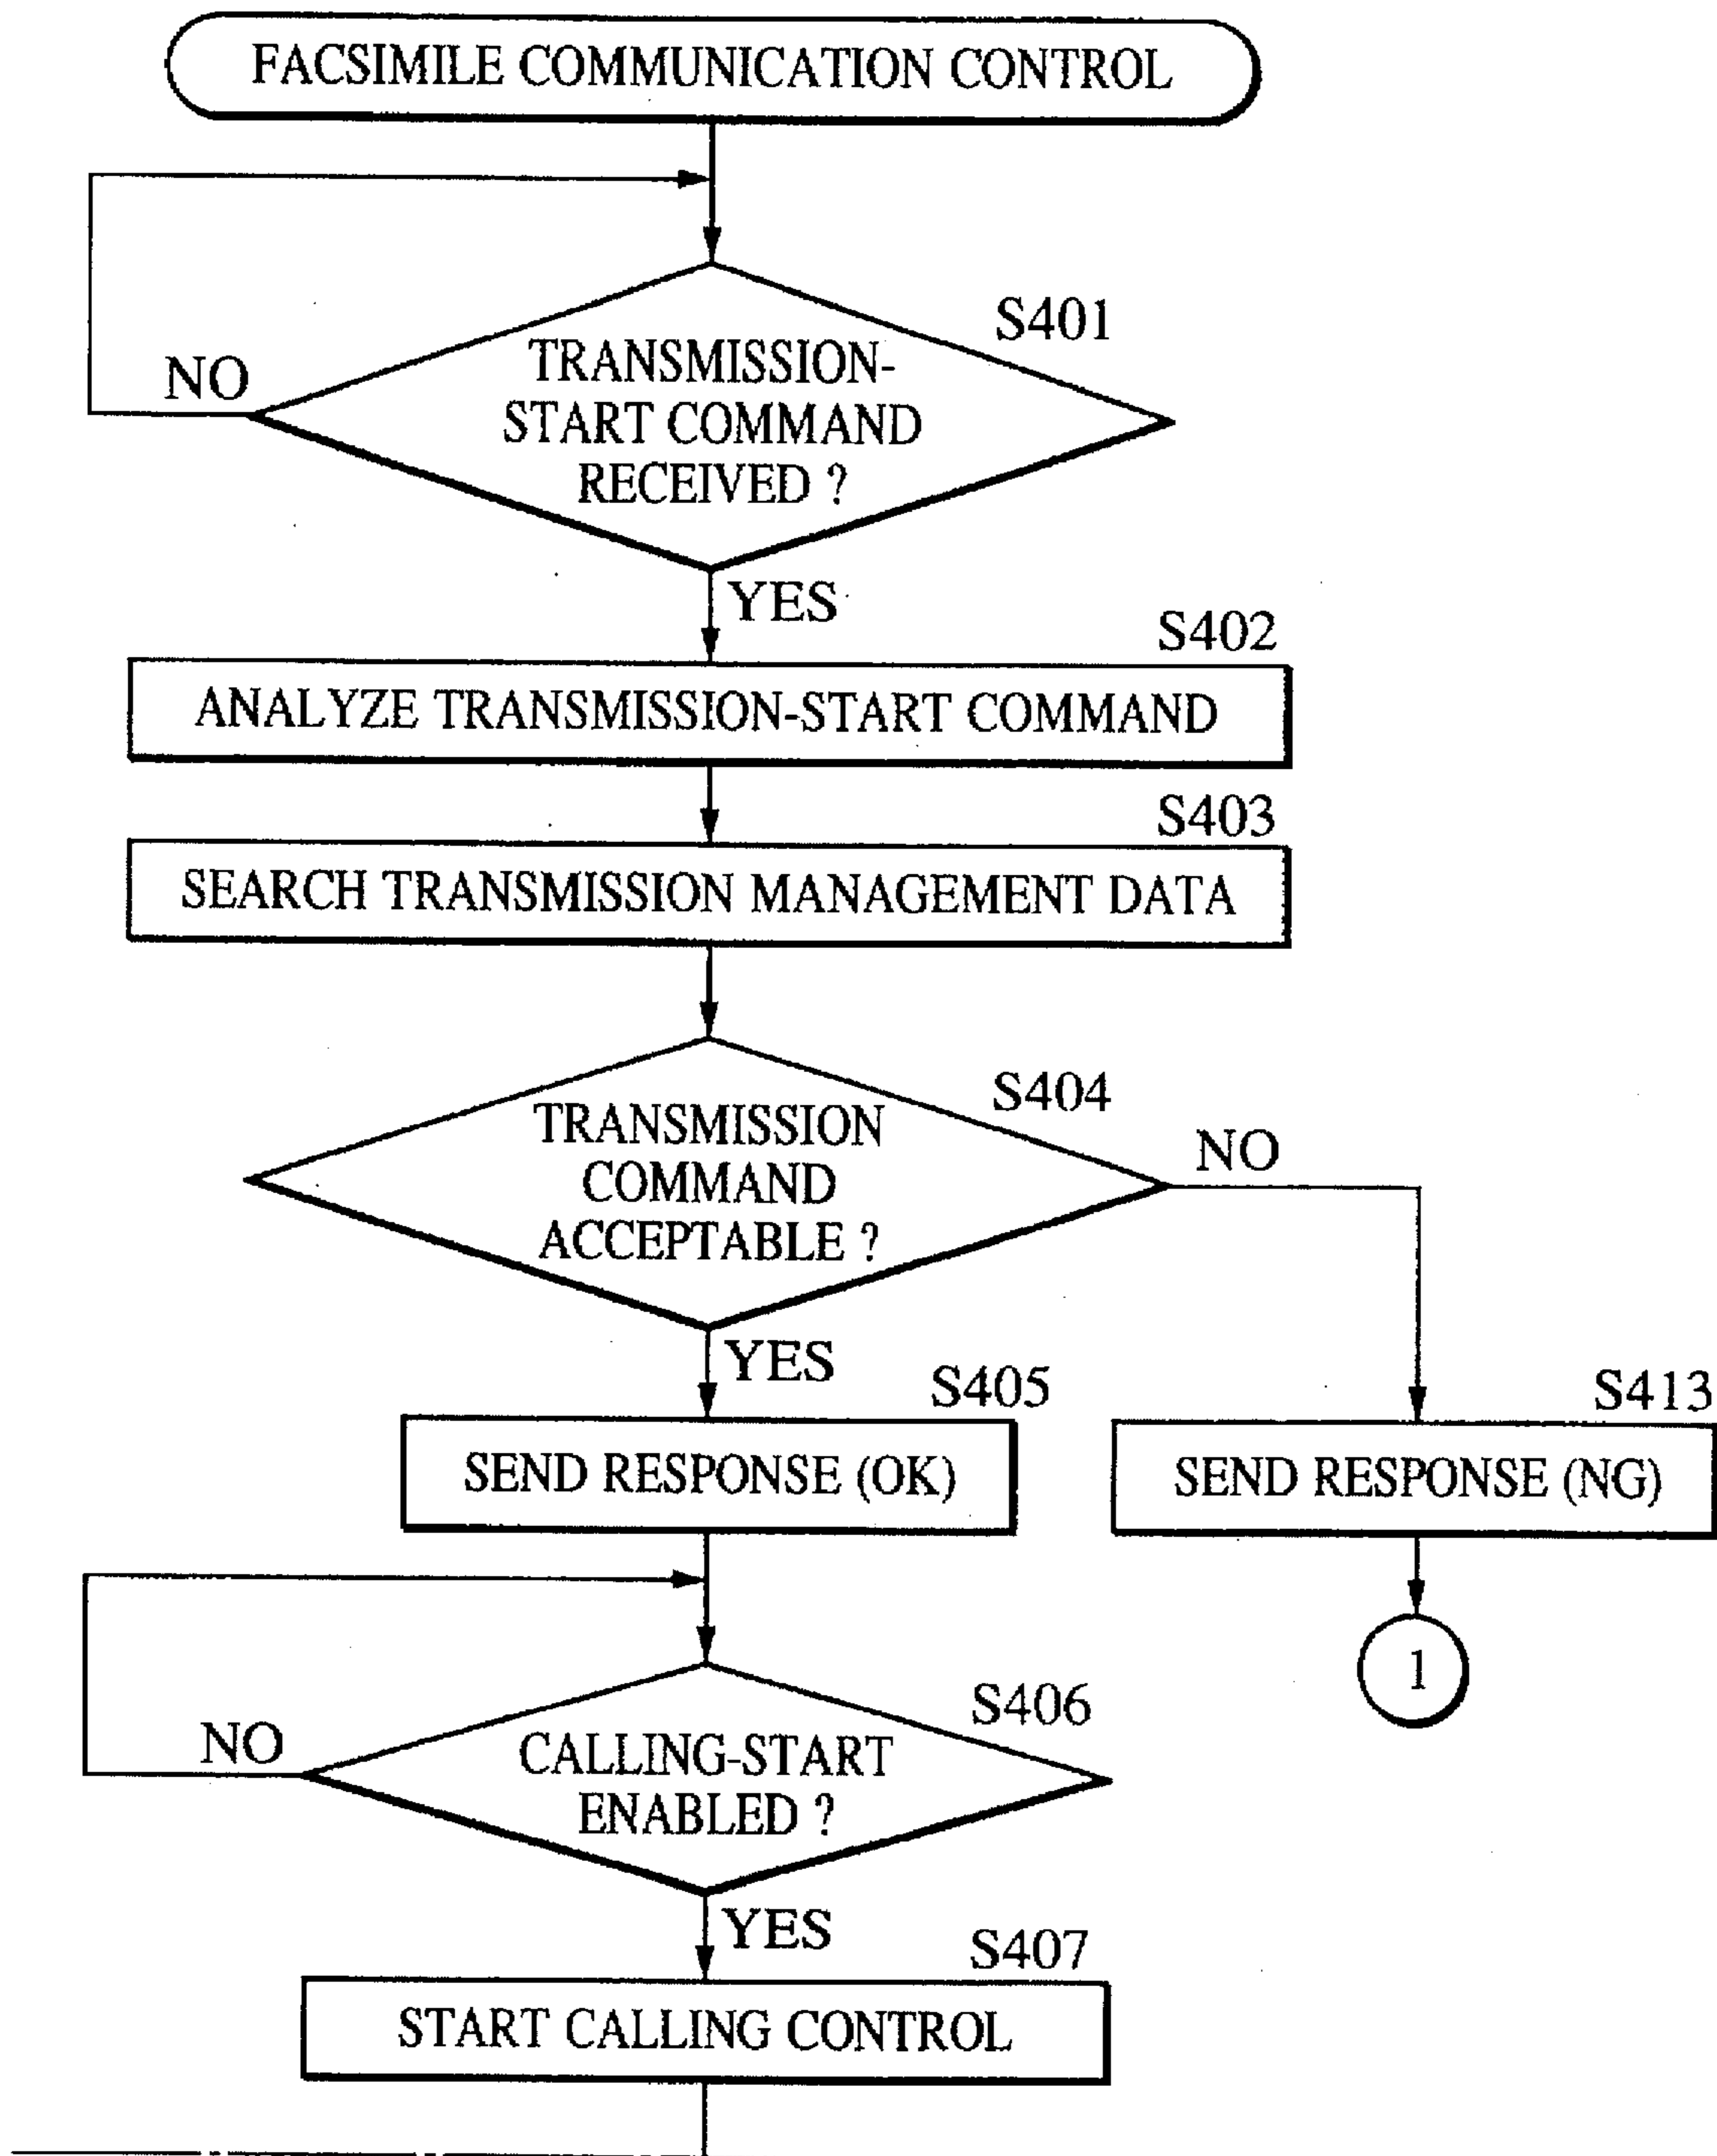 FACSIMILE COMMUNICATION CONTROL
S401
TRANSMISSION-
START COMMAND
RECEIVED ?
NO
YES
S402
ANALYZE TRANSMISSION-START COMMAND
S403
SEARCH TRANSMISSION MANAGEMENT DATA
S404
TRANSMISSION
COMMAND
ACCEPTABLE ?
NO
YES
S405
SEND RESPONSE (OK)
S413
SEND RESPONSE (NG)
1
S406
CALLING-START
ENABLED ?
NO
YES
S407
START CALLING CONTROL